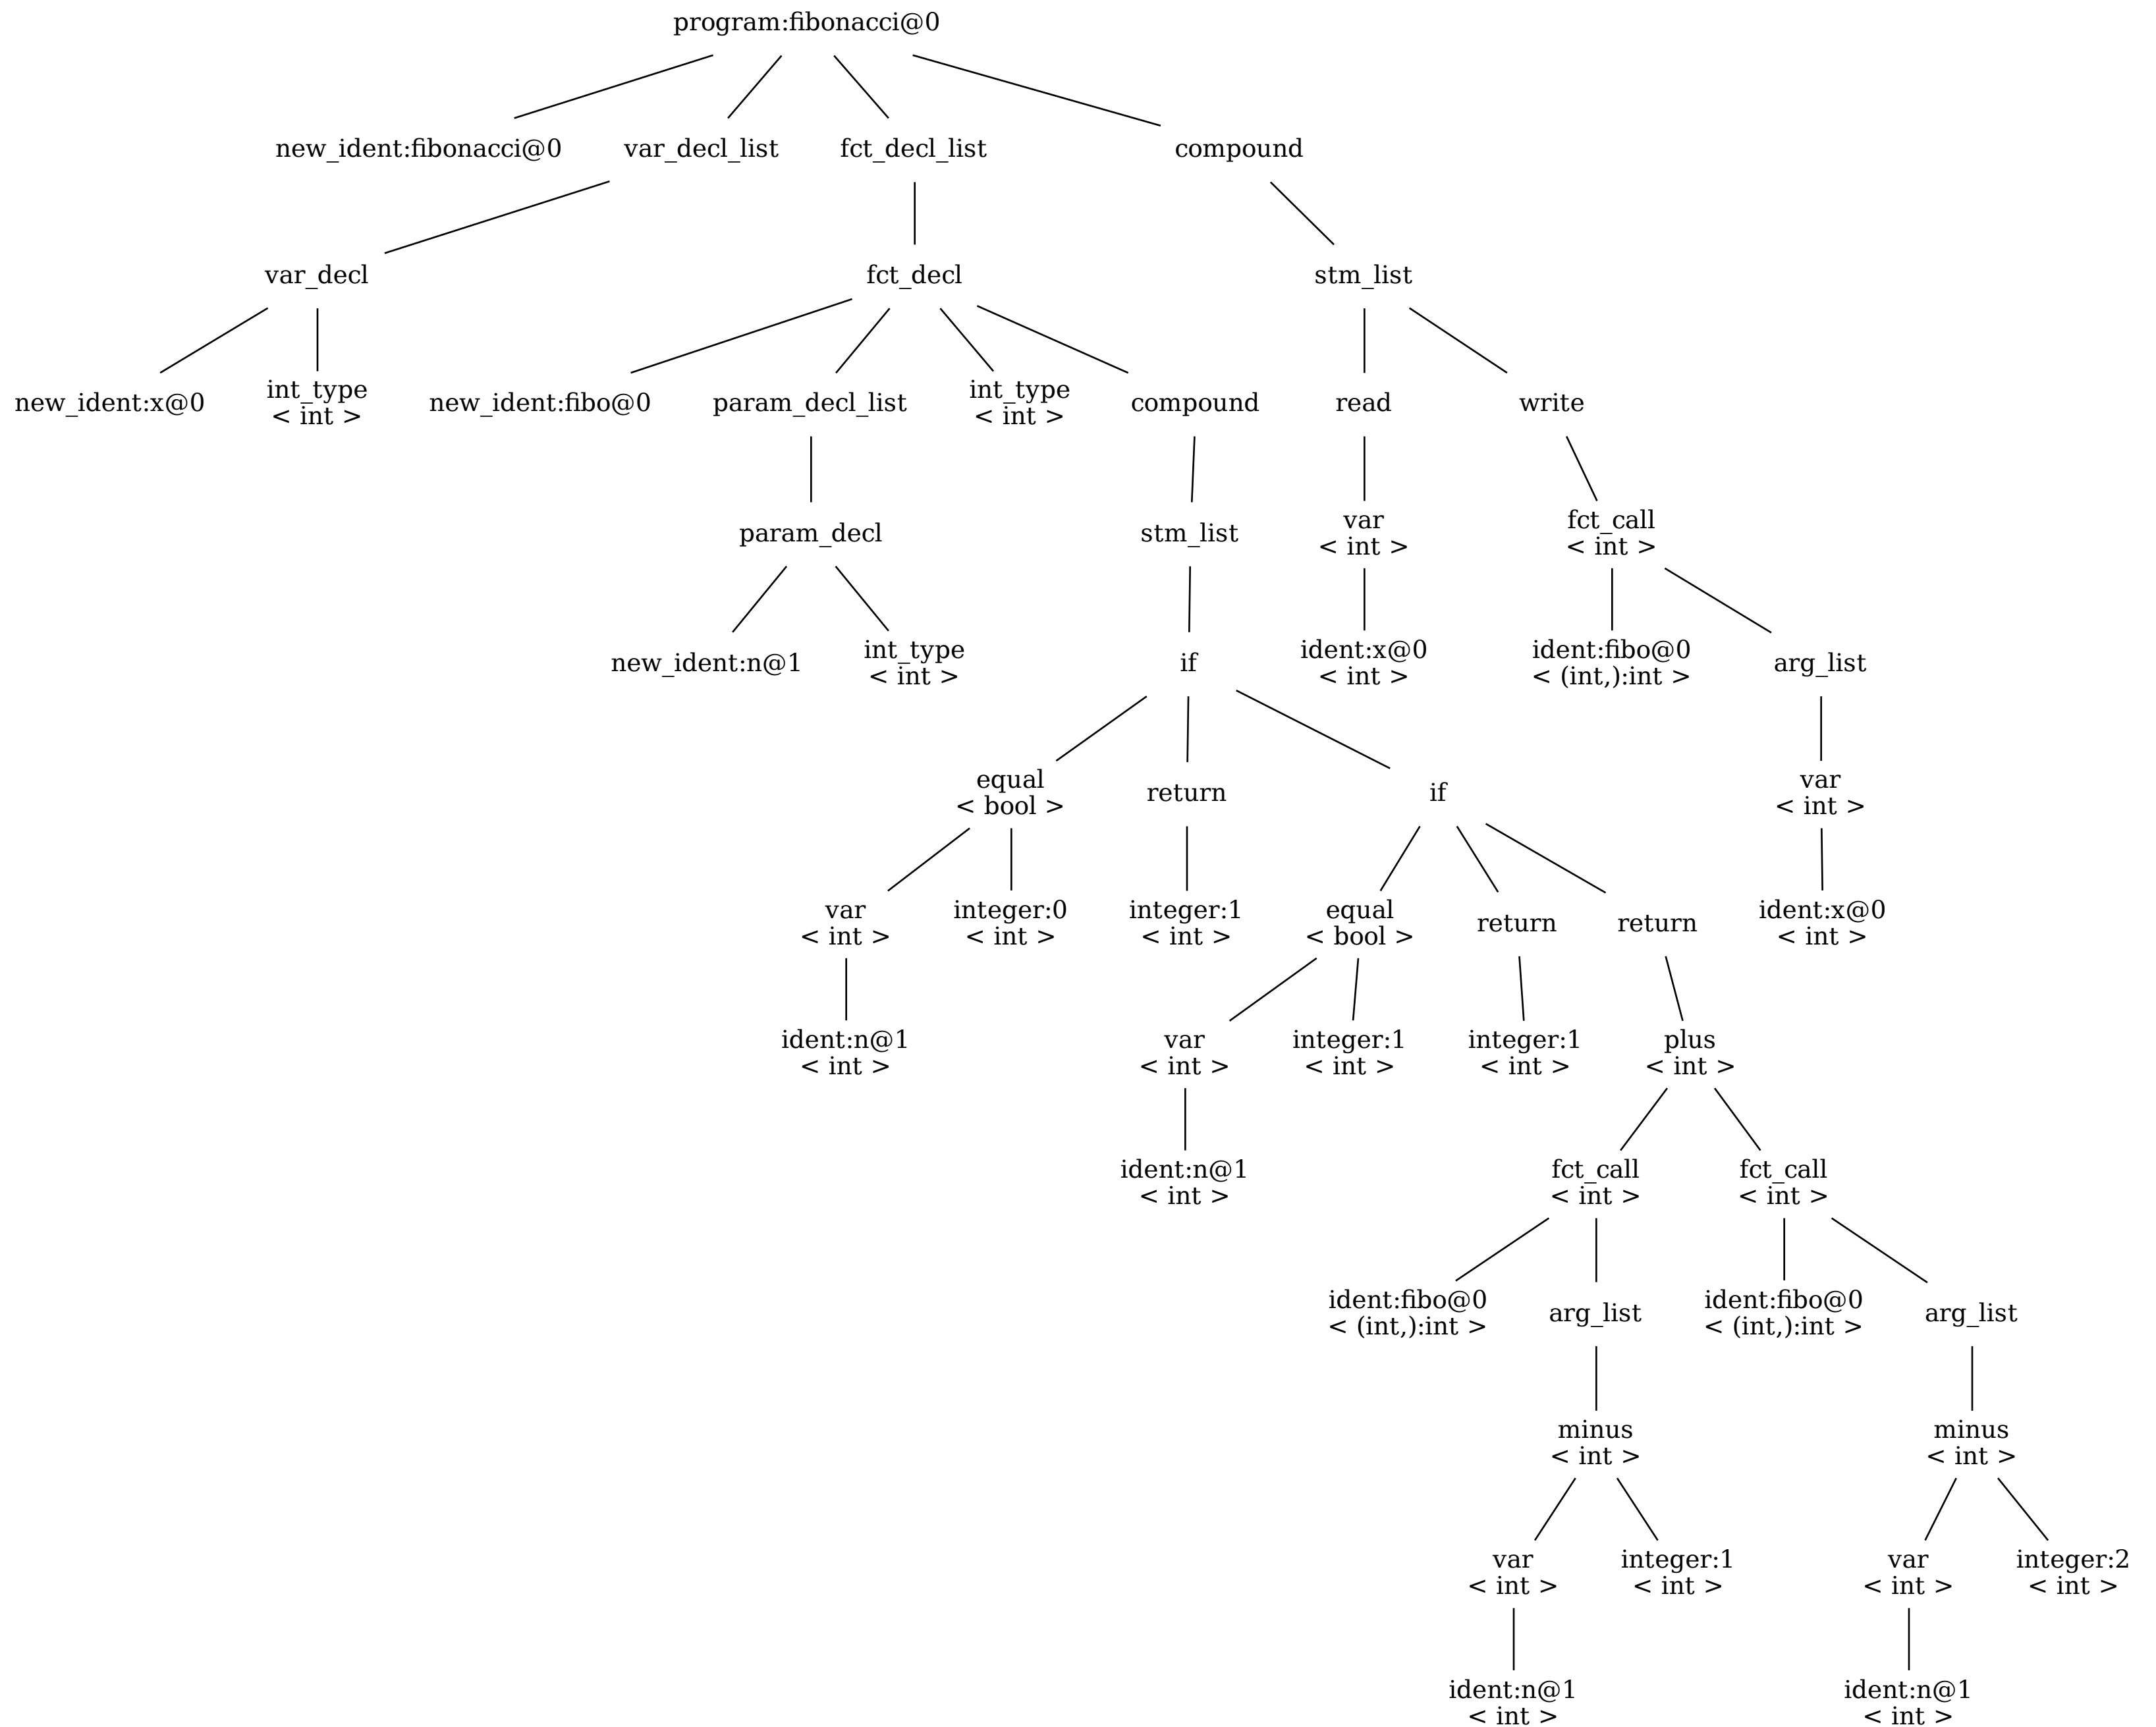 program:fibonacci@0
new_ident:fibonacci@0
var_decl_list
fct_decl_list
compound
var_decl
fct_decl
stm_list
new_ident:x@0
int_type
< int >
new_ident:fibo@0
param_decl_list
int_type
< int >
compound
read
write
param_decl
stm_list
var
< int >
fct_call
< int >
new_ident:n@1
int_type
< int >
if
ident:x@0
< int >
ident:fibo@0
< (int,):int >
arg_list
equal
< bool >
return
if
var
< int >
var
< int >
integer:0
< int >
integer:1
< int >
equal
< bool >
return
return
ident:x@0
< int >
ident:n@1
< int >
var
< int >
integer:1
< int >
integer:1
< int >
plus
< int >
ident:n@1
< int >
fct_call
< int >
fct_call
< int >
ident:fibo@0
< (int,):int >
arg_list
ident:fibo@0
< (int,):int >
arg_list
minus
< int >
minus
< int >
var
< int >
integer:1
< int >
var
< int >
integer:2
< int >
ident:n@1
< int >
ident:n@1
< int >